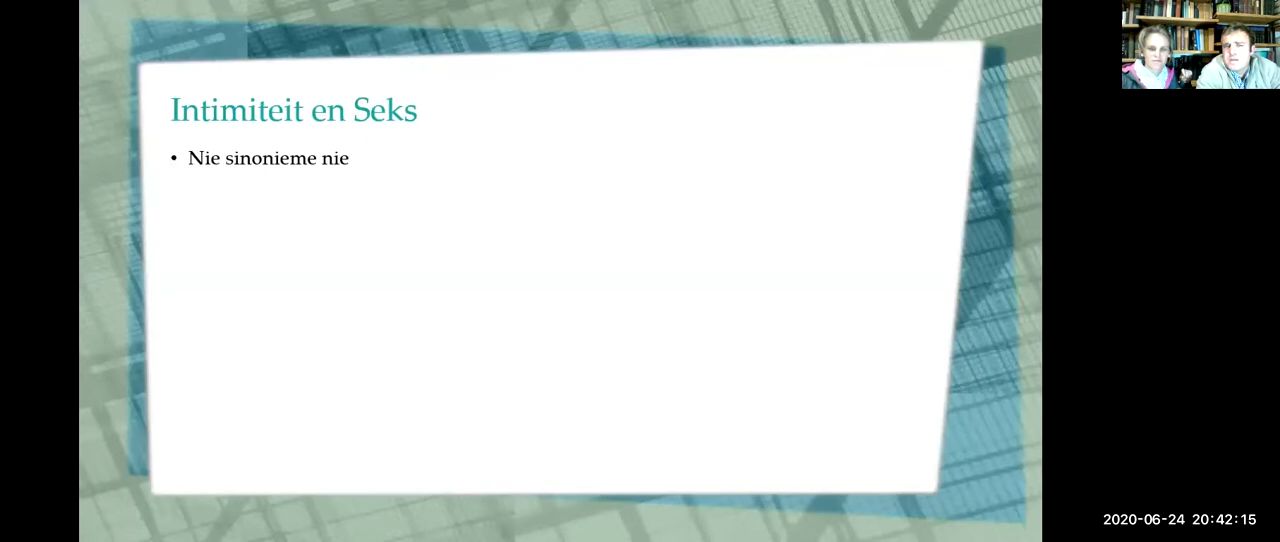 Intimiteit en Seks
• Nie sinonieme nie
2020-06-24 20:42:15